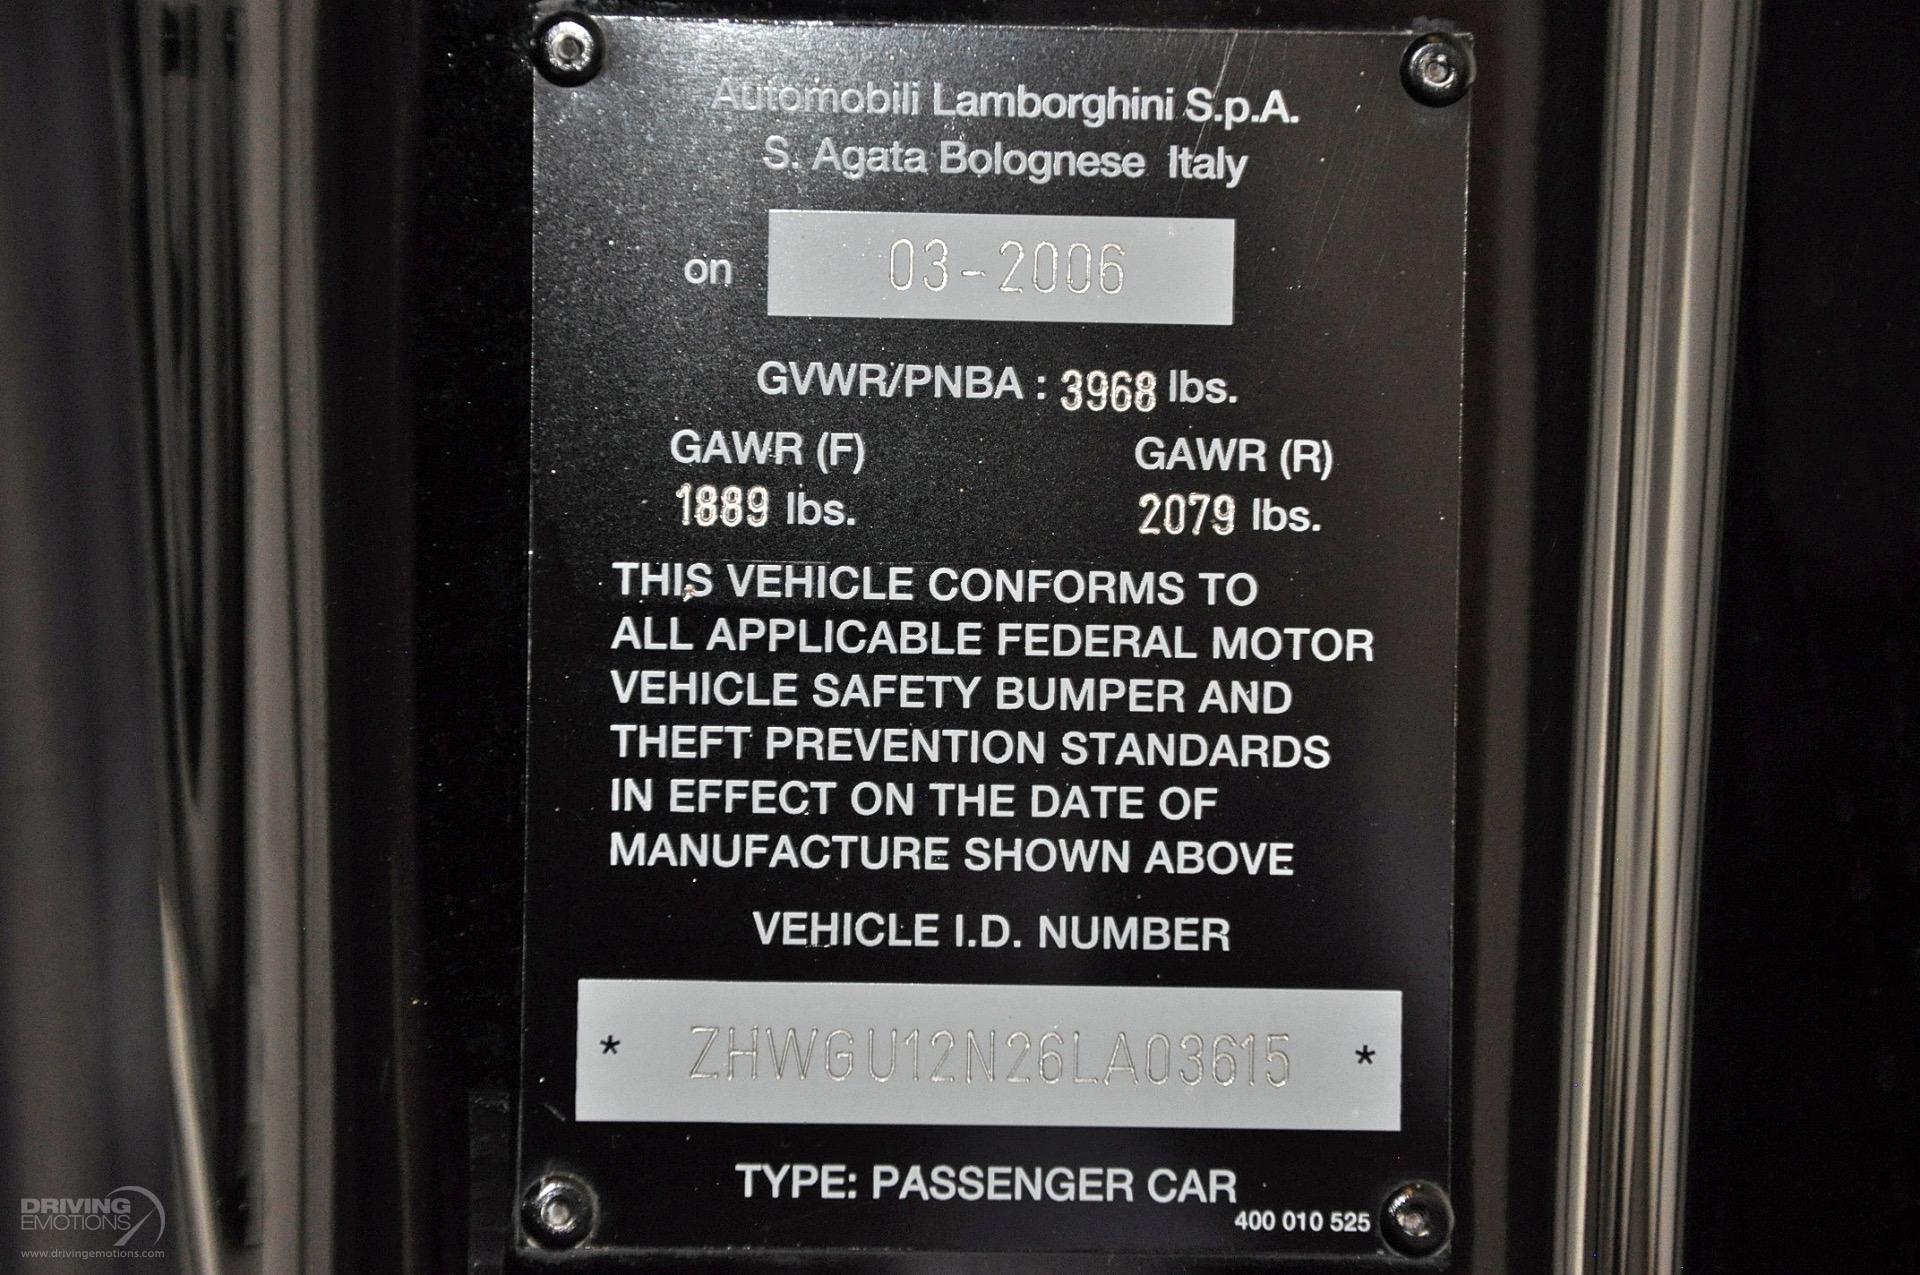 Automobili Lamborghini S.p.A.
S. Agata Bolognese Italy
on 03-2006
GVWR/PNBA : 3968 lbs.
GAWR (F) GAWR (R)
1889 lbs. 2079 lbs.
THIS VEHICLE CONFORMS TO
ALL APPLICABLE FEDERAL MOTOR
VEHICLE SAFETY BUMPER AND
THEFT PREVENTION STANDARDS
IN EFFECT ON THE DATE OF
MANUFACTURE SHOWN ABOVE
VEHICLE I.D. NUMBER
* ZHWGU12N26LA03615 *
TYPE: PASSENGER CAR
400 010 525
DRIVING
EMOTIONS
www.drivingemotions.com